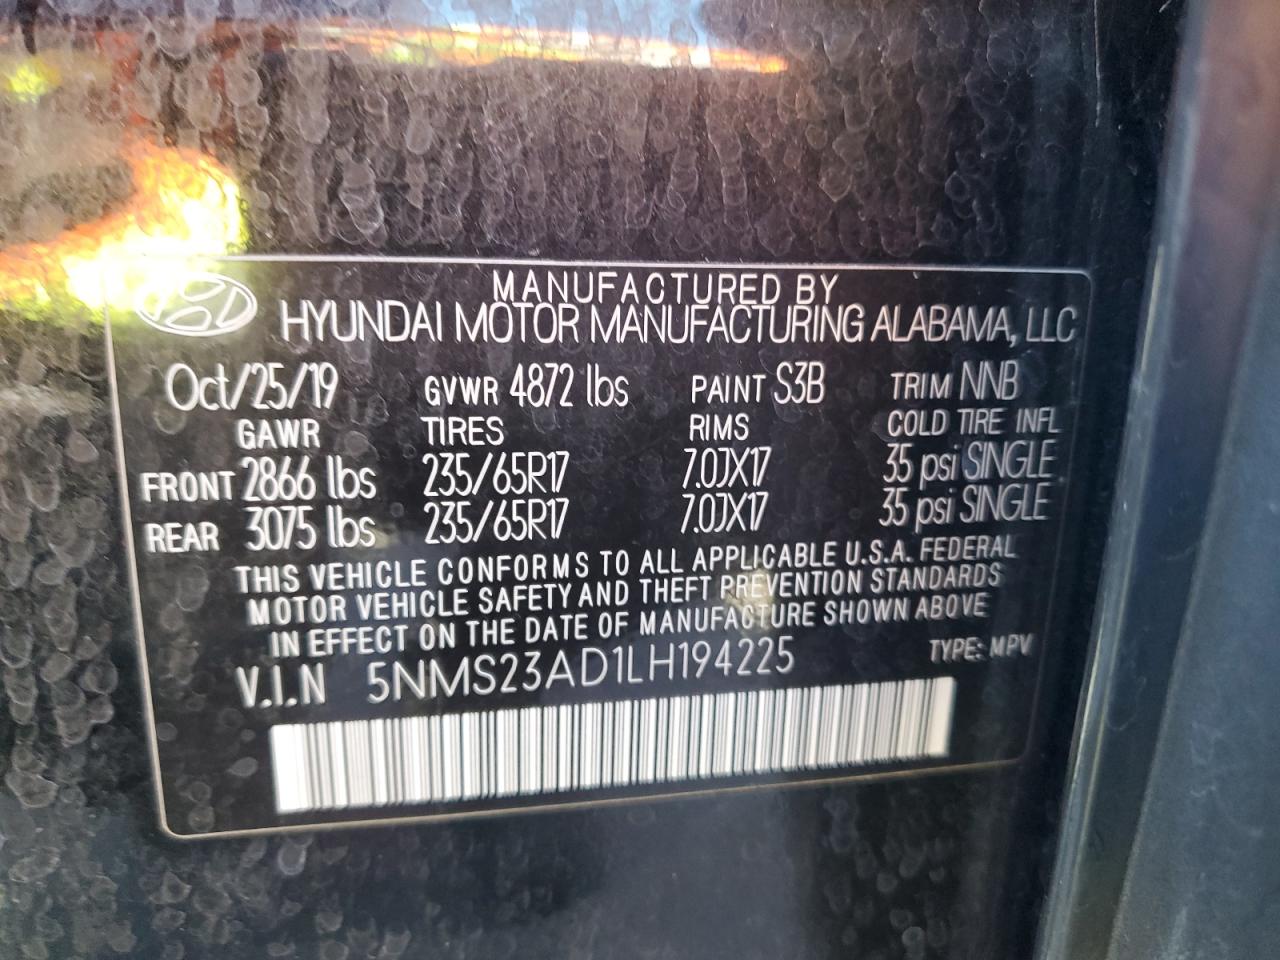 MANUFACTURED BY
HYUNDAI MOTOR MANUFACTURING ALABAMA, LLC
Oct/25/19 GVWR 4872 lbs PAINT S3B TRIM NNB
GAWR TIRES RIMS COLD TIRE INFL
FRONT 2866 lbs 235/65R17 7.0JX17 35 psi SINGLE
REAR 3075 lbs 235/65R17 7.0JX17 35 psi SINGLE
THIS VEHICLE CONFORMS TO ALL APPLICABLE U.S.A. FEDERAL
MOTOR VEHICLE SAFETY AND THEFT PREVENTION STANDARDS
IN EFFECT ON THE DATE OF MANUFACTURE SHOWN ABOVE
V.I.N 5NMS23AD1LH194225 TYPE: MPV